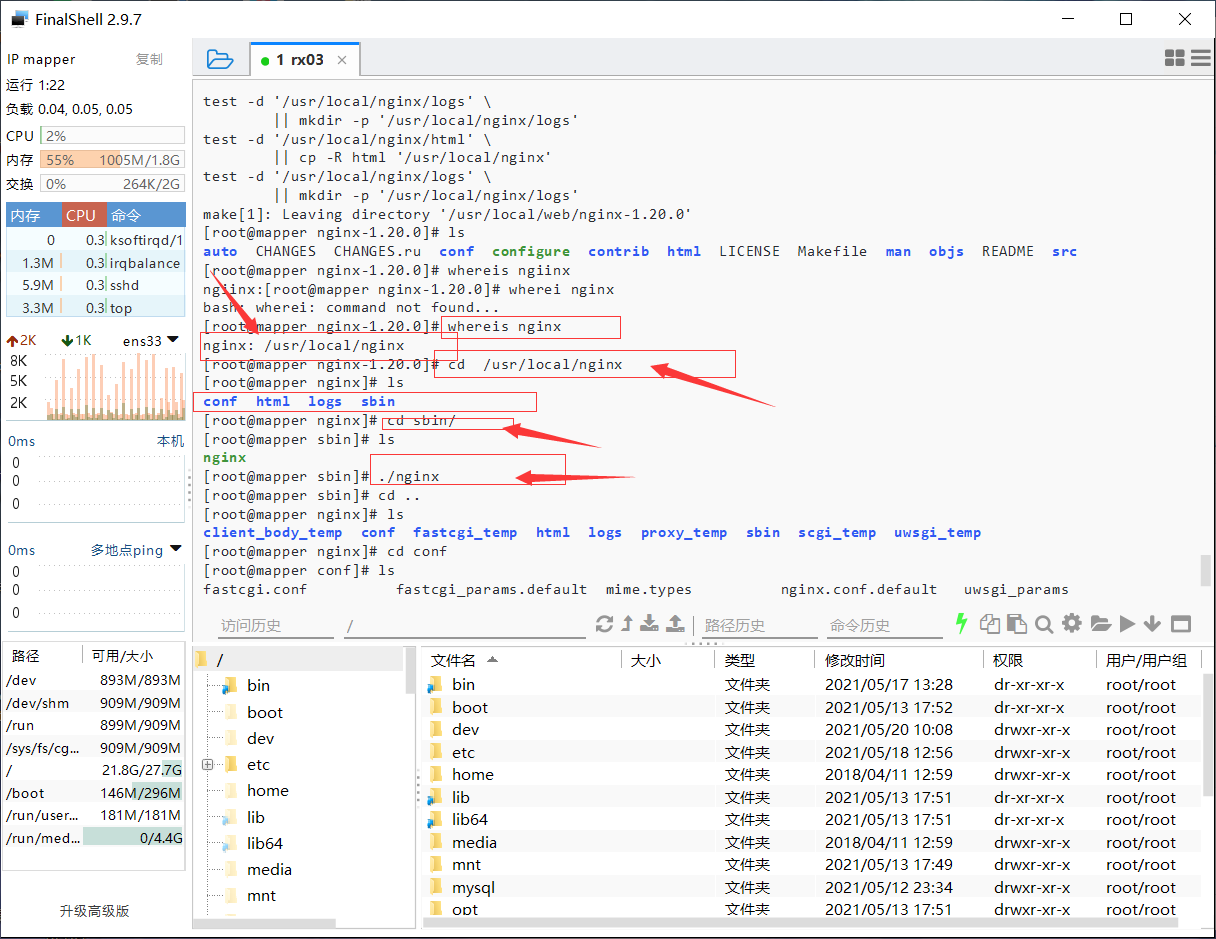 FinalShell 2.9.7
IP mapper 复制
运行 1:22
负载 0.04, 0.05, 0.05
CPU 2%
内存 55% 1005M/1.8G
交换 0% 264K/2G
内存 CPU 命令
0 0.3 ksoftirqd/1
1.3M 0.3 irqbalance
5.9M 0.3 sshd
3.3M 0.3 top
2K 1K ens33
8K
5K
2K
0ms 本机
0
0
0
0ms 多地点ping
0
0
0
路径 可用/大小
/dev 893M/893M
/dev/shm 909M/909M
/run 899M/909M
/sys/fs/cg... 909M/909M
/ 21.8G/27.7G
/boot 146M/296M
/run/user... 181M/181M
/run/med... 0/4.4G
升级高级版
1 rx03
test -d '/usr/local/nginx/logs' \
|| mkdir -p '/usr/local/nginx/logs'
test -d '/usr/local/nginx/html' \
|| cp -R html '/usr/local/nginx'
test -d '/usr/local/nginx/logs' \
|| mkdir -p '/usr/local/nginx/logs'
make[1]: Leaving directory '/usr/local/web/nginx-1.20.0'
[root@mapper nginx-1.20.0]# ls
auto CHANGES CHANGES.ru conf configure contrib html LICENSE Makefile man objs README src
[root@mapper nginx-1.20.0]# whereis ngiinx
ngiinx:[root@mapper nginx-1.20.0]# wherei nginx
bash: wherei: command not found...
[root@mapper nginx-1.20.0]# whereis nginx
nginx: /usr/local/nginx
[root@mapper nginx-1.20.0]# cd  /usr/local/nginx
[root@mapper nginx]# ls
conf html logs sbin
[root@mapper nginx]# cd sbin/
[root@mapper sbin]# ls
nginx
[root@mapper sbin]# ./nginx
[root@mapper sbin]# cd ..
[root@mapper nginx]# ls
client_body_temp conf fastcgi_temp html logs proxy_temp sbin scgi_temp uwsgi_temp
[root@mapper nginx]# cd conf
[root@mapper conf]# ls
fastcgi.conf fastcgi_params.default mime.types nginx.conf.default uwsgi_params
访问历史 / 路径历史 命令历史
/
bin
boot
dev
etc
home
lib
lib64
media
mnt
文件名 大小 类型 修改时间 权限 用户/用户组
bin 文件夹 2021/05/17 13:28 dr-xr-xr-x root/root
boot 文件夹 2021/05/13 17:52 dr-xr-xr-x root/root
dev 文件夹 2021/05/20 10:08 drwxr-xr-x root/root
etc 文件夹 2021/05/18 12:56 drwxr-xr-x root/root
home 文件夹 2018/04/11 12:59 drwxr-xr-x root/root
lib 文件夹 2021/05/13 17:51 dr-xr-xr-x root/root
lib64 文件夹 2021/05/13 17:51 dr-xr-xr-x root/root
media 文件夹 2018/04/11 12:59 drwxr-xr-x root/root
mnt 文件夹 2021/05/13 17:49 drwxr-xr-x root/root
mysql 文件夹 2021/05/12 23:34 drwxr-xr-x root/root
opt 文件夹 2021/05/13 17:51 drwxr-xr-x root/root